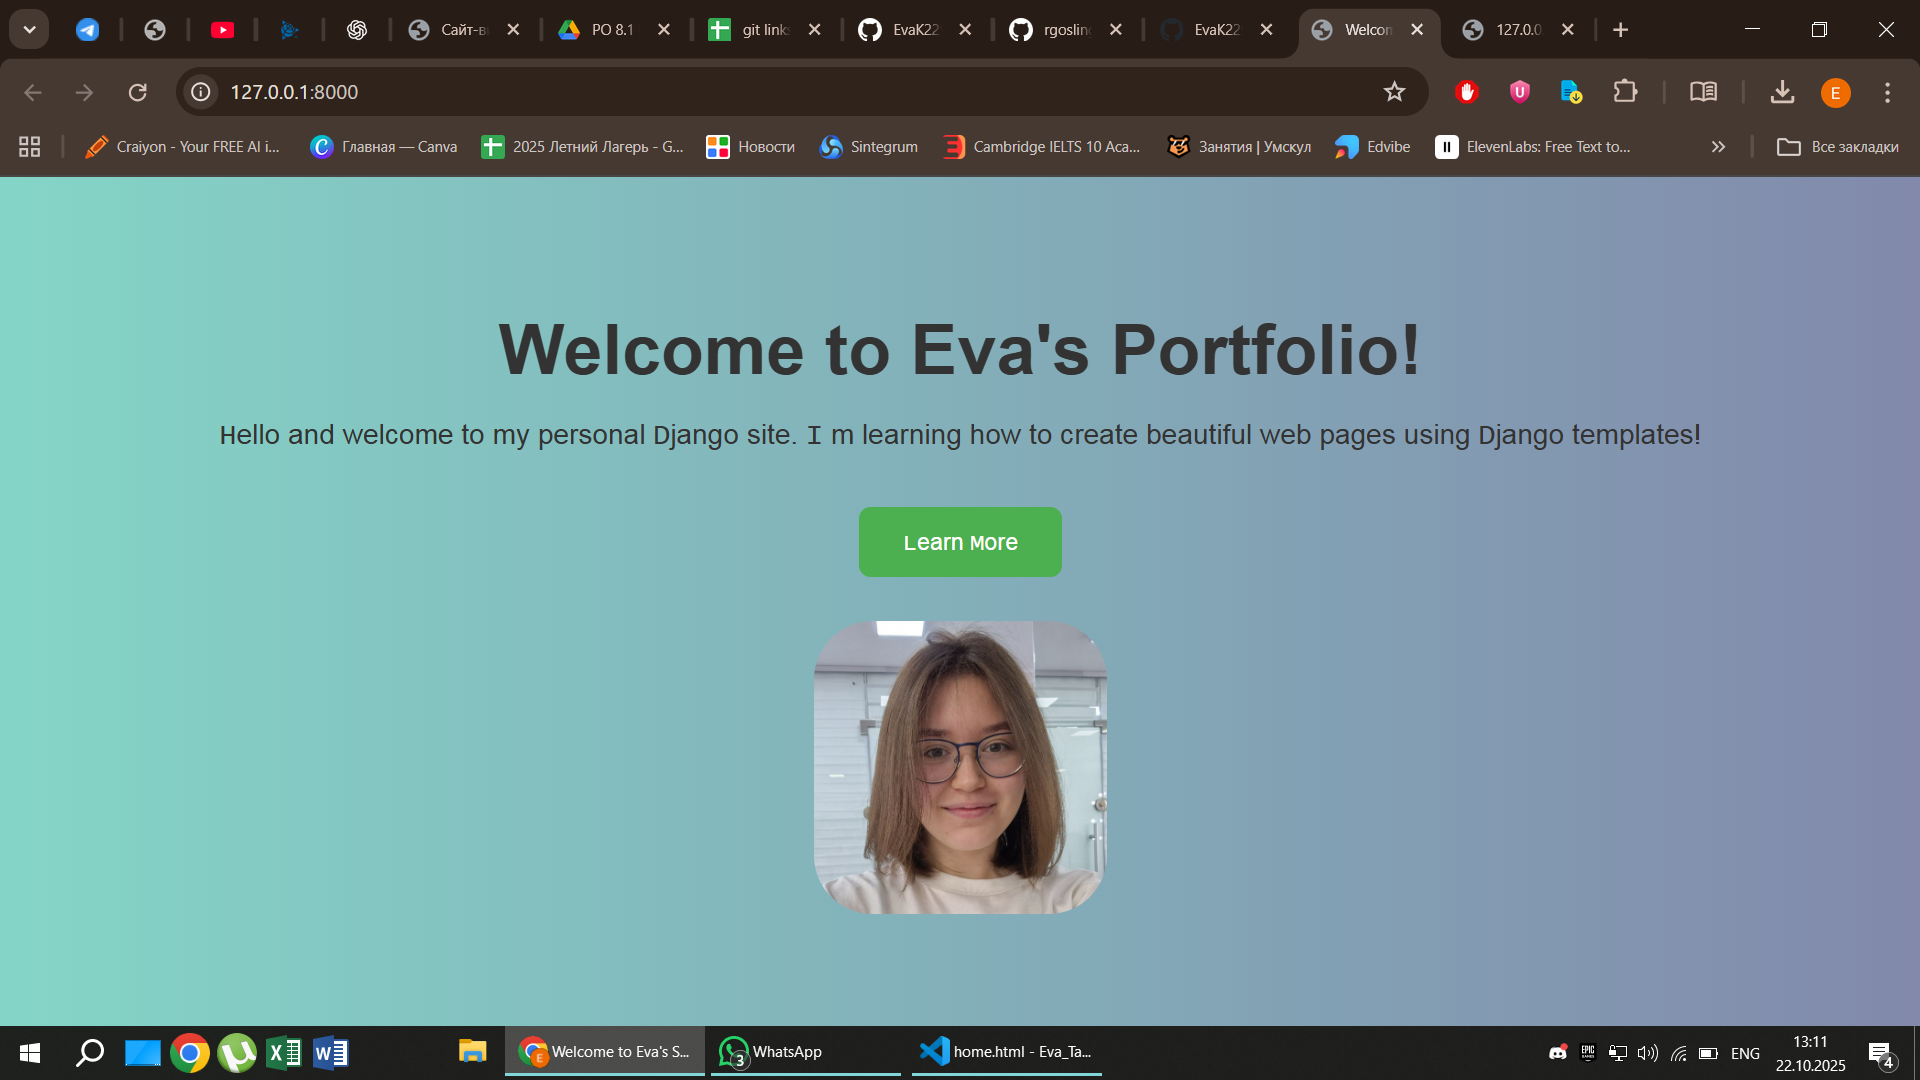 Сайт-ви
PO 8.1
git links
EvaK22
rgosling
EvaK22
Welcom
127.0.0.
127.0.0.1:8000
U
E
Craiyon - Your FREE AI i...
Главная — Canva
2025 Летний Лагерь - G...
Новости
Sintegrum
Cambridge IELTS 10 Aca...
Занятия | Умскул
Edvibe
ElevenLabs: Free Text to...
Все закладки
Welcome to Eva's Portfolio!
Hello and welcome to my personal Django site. I m learning how to create beautiful web pages using Django templates!
Learn More
E
Welcome to Eva's S...
3
WhatsApp
home.html - Eva_Ta...
EPIC
ENG
13:11
22.10.2025
4